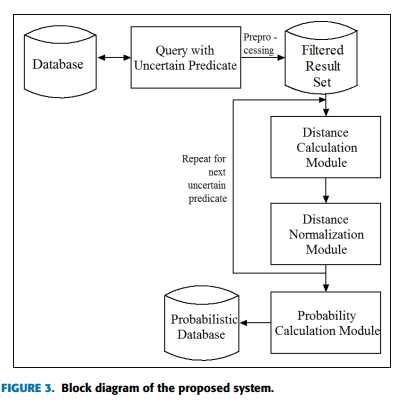 Database
Query with
Uncertain Predicate
Prepro -
cessing
Filtered
Result
Set
Distance
Calculation
Module
Repeat for
next
uncertain
predicate
Distance
Normalization
Module
Probabilistic
Database
Probability
Calculation Module
FIGURE 3. Block diagram of the proposed system.